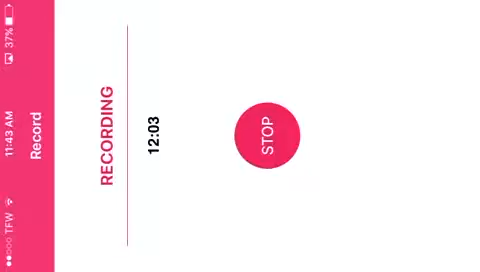 ●●○○○ TFW 11:43 AM 37%
Record
RECORDING
12:03
STOP